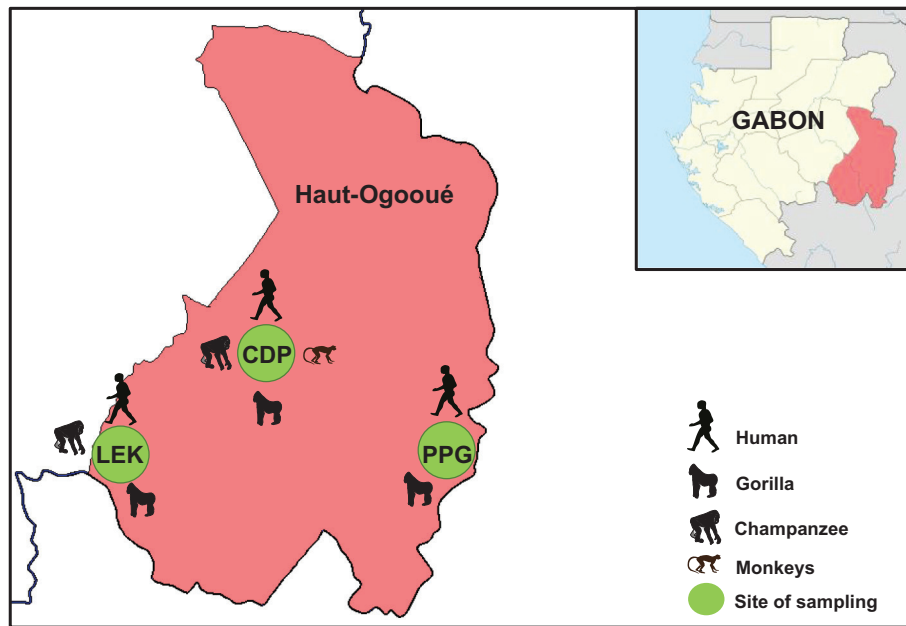 GABON
Haut-Ogooué
CDP
LEK
PPG
Human
Gorilla
Champanzee
Monkeys
Site of sampling